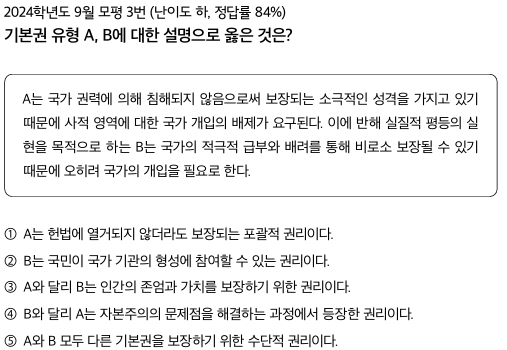 2024학년도 9월 모평 3번 (난이도 하, 정답률 84%)
기본권 유형 A, B에 대한 설명으로 옳은 것은?
A는 국가 권력에 의해 침해되지 않음으로써 보장되는 소극적인 성격을 가지고 있기
때문에 사적 영역에 대한 국가 개입의 배제가 요구된다. 이에 반해 실질적 평등의 실
현을 목적으로 하는 B는 국가의 적극적 급부와 배려를 통해 비로소 보장될 수 있기
때문에 오히려 국가의 개입을 필요로 한다.
① A는 헌법에 열거되지 않더라도 보장되는 포괄적 권리이다.
② B는 국민이 국가 기관의 형성에 참여할 수 있는 권리이다.
③ A와 달리 B는 인간의 존엄과 가치를 보장하기 위한 권리이다.
④ B와 달리 A는 자본주의의 문제점을 해결하는 과정에서 등장한 권리이다.
⑤ A와 B 모두 다른 기본권을 보장하기 위한 수단적 권리이다.